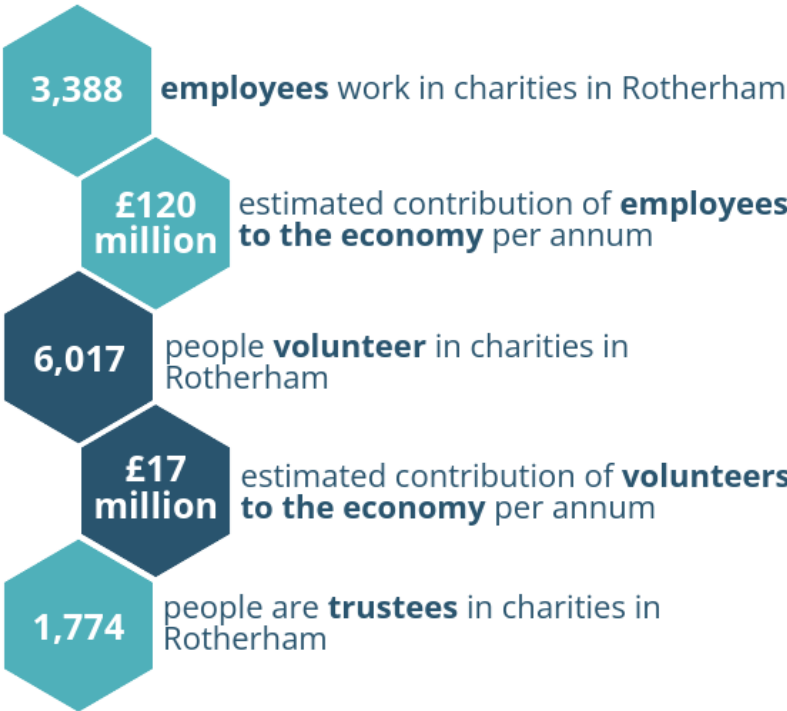 3,388
employees work in charities in Rotherham
£120
million
estimated contribution of employees
to the economy per annum
6,017
people volunteer in charities in
Rotherham
£17
million
estimated contribution of volunteers
to the economy per annum
1,774
people are trustees in charities in
Rotherham